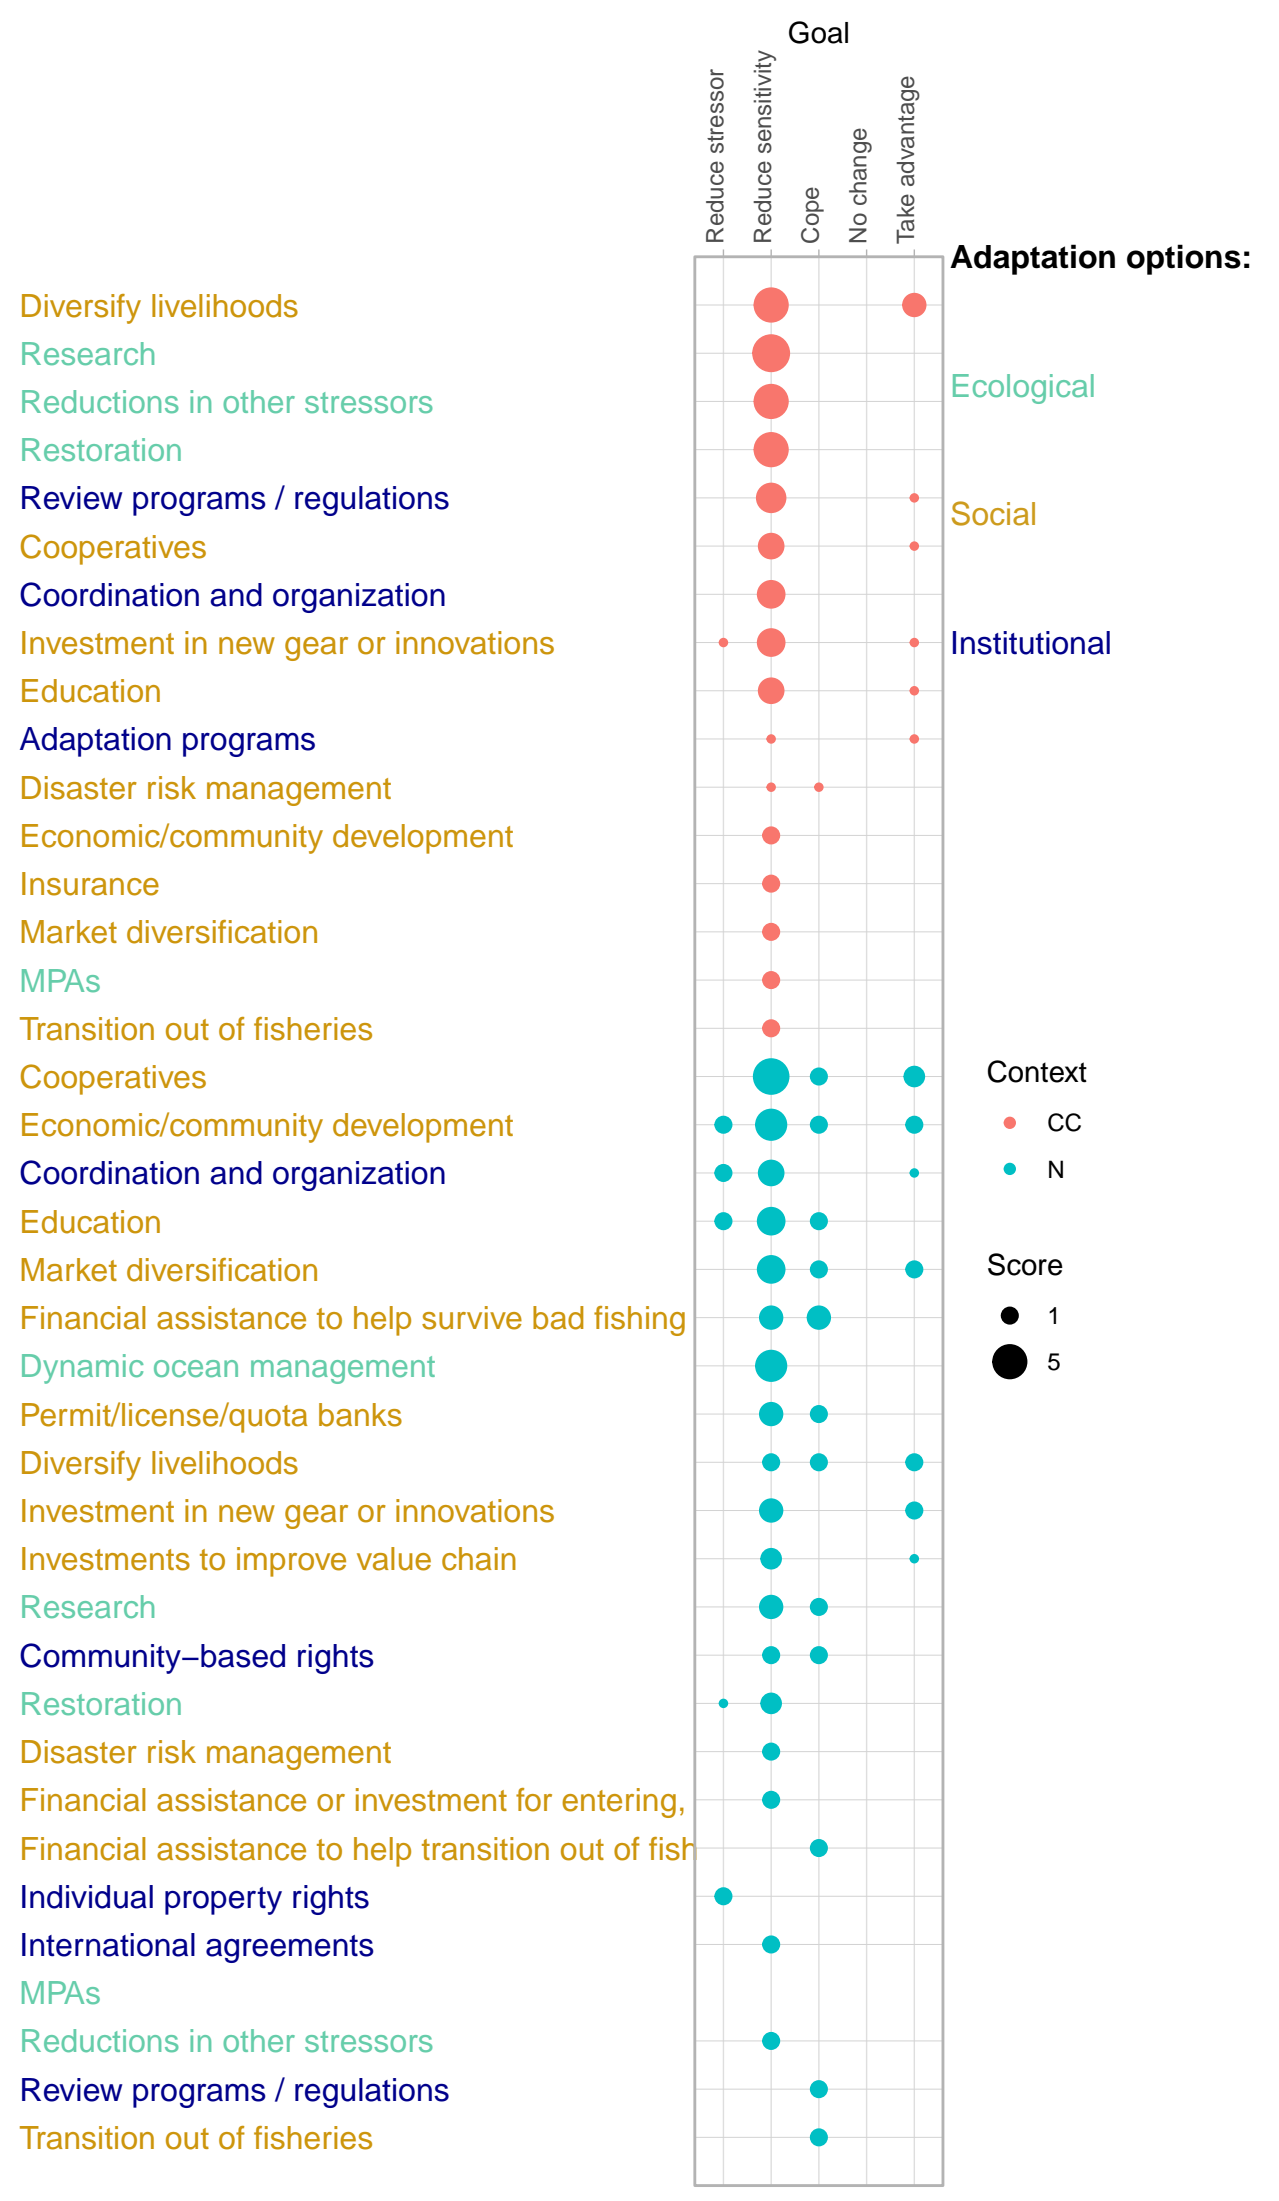 Goal
Reduce stressor
Reduce sensitivity
Cope
No change
Take advantage
Adaptation options:
Diversify livelihoods
Research
Reductions in other stressors
Restoration
Review programs / regulations
Cooperatives
Coordination and organization
Investment in new gear or innovations
Education
Adaptation programs
Disaster risk management
Economic/community development
Insurance
Market diversification
MPAs
Transition out of fisheries
Cooperatives
Economic/community development
Coordination and organization
Education
Market diversification
Financial assistance to help survive bad fishing
Dynamic ocean management
Permit/license/quota banks
Diversify livelihoods
Investment in new gear or innovations
Investments to improve value chain
Research
Community–based rights
Restoration
Disaster risk management
Financial assistance or investment for entering,
Financial assistance to help transition out of fish
Individual property rights
International agreements
MPAs
Reductions in other stressors
Review programs / regulations
Transition out of fisheries
Ecological
Social
Institutional
Context
CC
N
Score
1
5